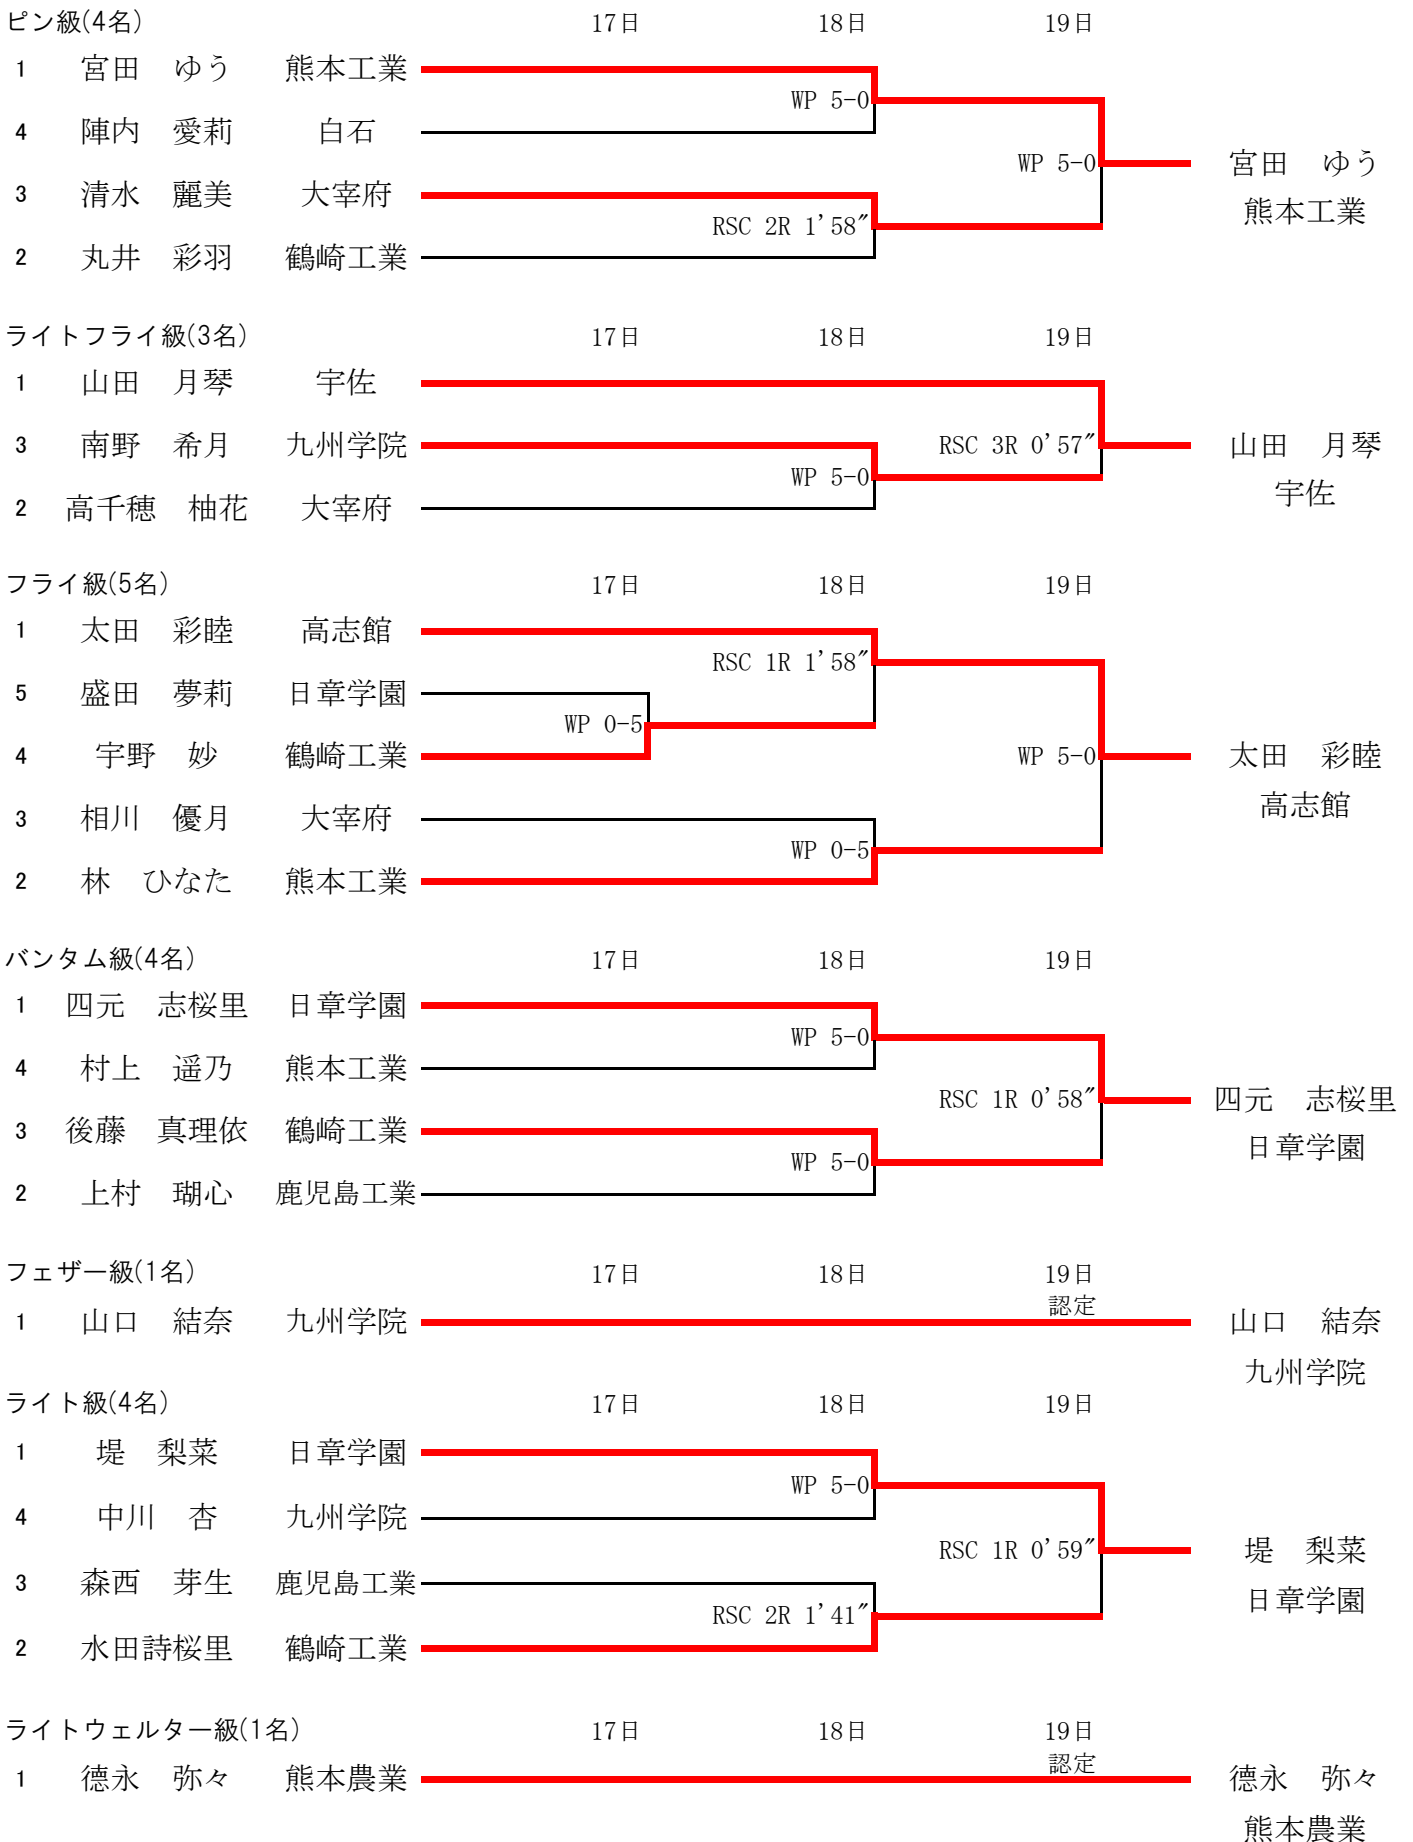 ピン級(4名) 17日 18日 19日
1 宮田 ゆう 熊本工業
WP 5-0
4 陣内 愛莉 白石
WP 5-0 宮田 ゆう
3 清水 麗美 大宰府
熊本工業
RSC 2R 1'58″
2 丸井 彩羽 鶴崎工業
ライトフライ級(3名) 17日 18日 19日
1 山田 月琴 宇佐
3 南野 希月 九州学院 RSC 3R 0'57″ 山田 月琴
WP 5-0
宇佐
2 高千穂 柚花 大宰府
フライ級(5名) 17日 18日 19日
1 太田 彩睦 高志館
RSC 1R 1'58″
5 盛田 夢莉 日章学園
WP 0-5
4 宇野 妙 鶴崎工業 WP 5-0 太田 彩睦
高志館
3 相川 優月 大宰府
WP 0-5
2 林 ひなた 熊本工業
バンタム級(4名) 17日 18日 19日
1 四元 志桜里 日章学園
WP 5-0
4 村上 遥乃 熊本工業
RSC 1R 0'58″ 四元 志桜里
3 後藤 真理依 鶴崎工業
日章学園
WP 5-0
2 上村 瑚心 鹿児島工業
フェザー級(1名) 17日 18日 19日
認定
1 山口 結奈 九州学院 山口 結奈
九州学院
ライト級(4名) 17日 18日 19日
1 堤 梨菜 日章学園
WP 5-0
4 中川 杏 九州学院
RSC 1R 0'59″ 堤 梨菜
3 森西 芽生 鹿児島工業
日章学園
RSC 2R 1'41″
2 水田詩桜里 鶴崎工業
ライトウェルター級(1名) 17日 18日 19日
認定
1 德永 弥々 熊本農業 德永 弥々
熊本農業